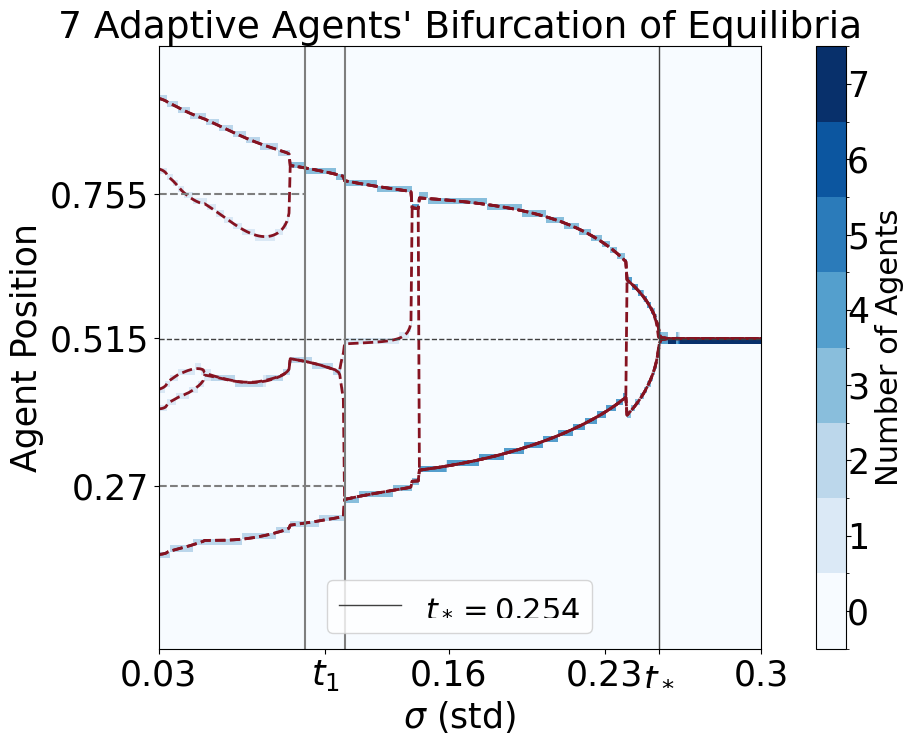 7 Adaptive Agents' Bifurcation of Equilibria
Agent Position
0.755
0.515
0.27
t* = 0.254
0.03
t₁
0.16
0.23
t*
0.3
σ (std)
7
6
5
4
3
2
1
0
Number of Agents